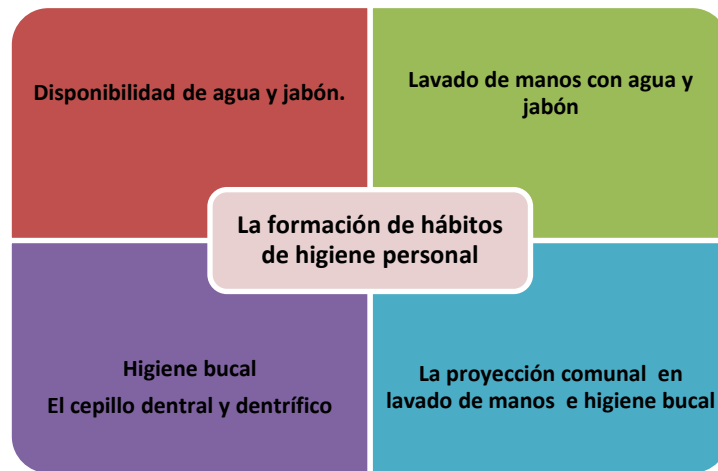 Disponibilidad de agua y jabón.
Lavado de manos con agua y
jabón
La formación de hábitos
de higiene personal
Higiene bucal
El cepillo dentral y dentrífico
La proyección comunal en
lavado de manos e higiene bucal